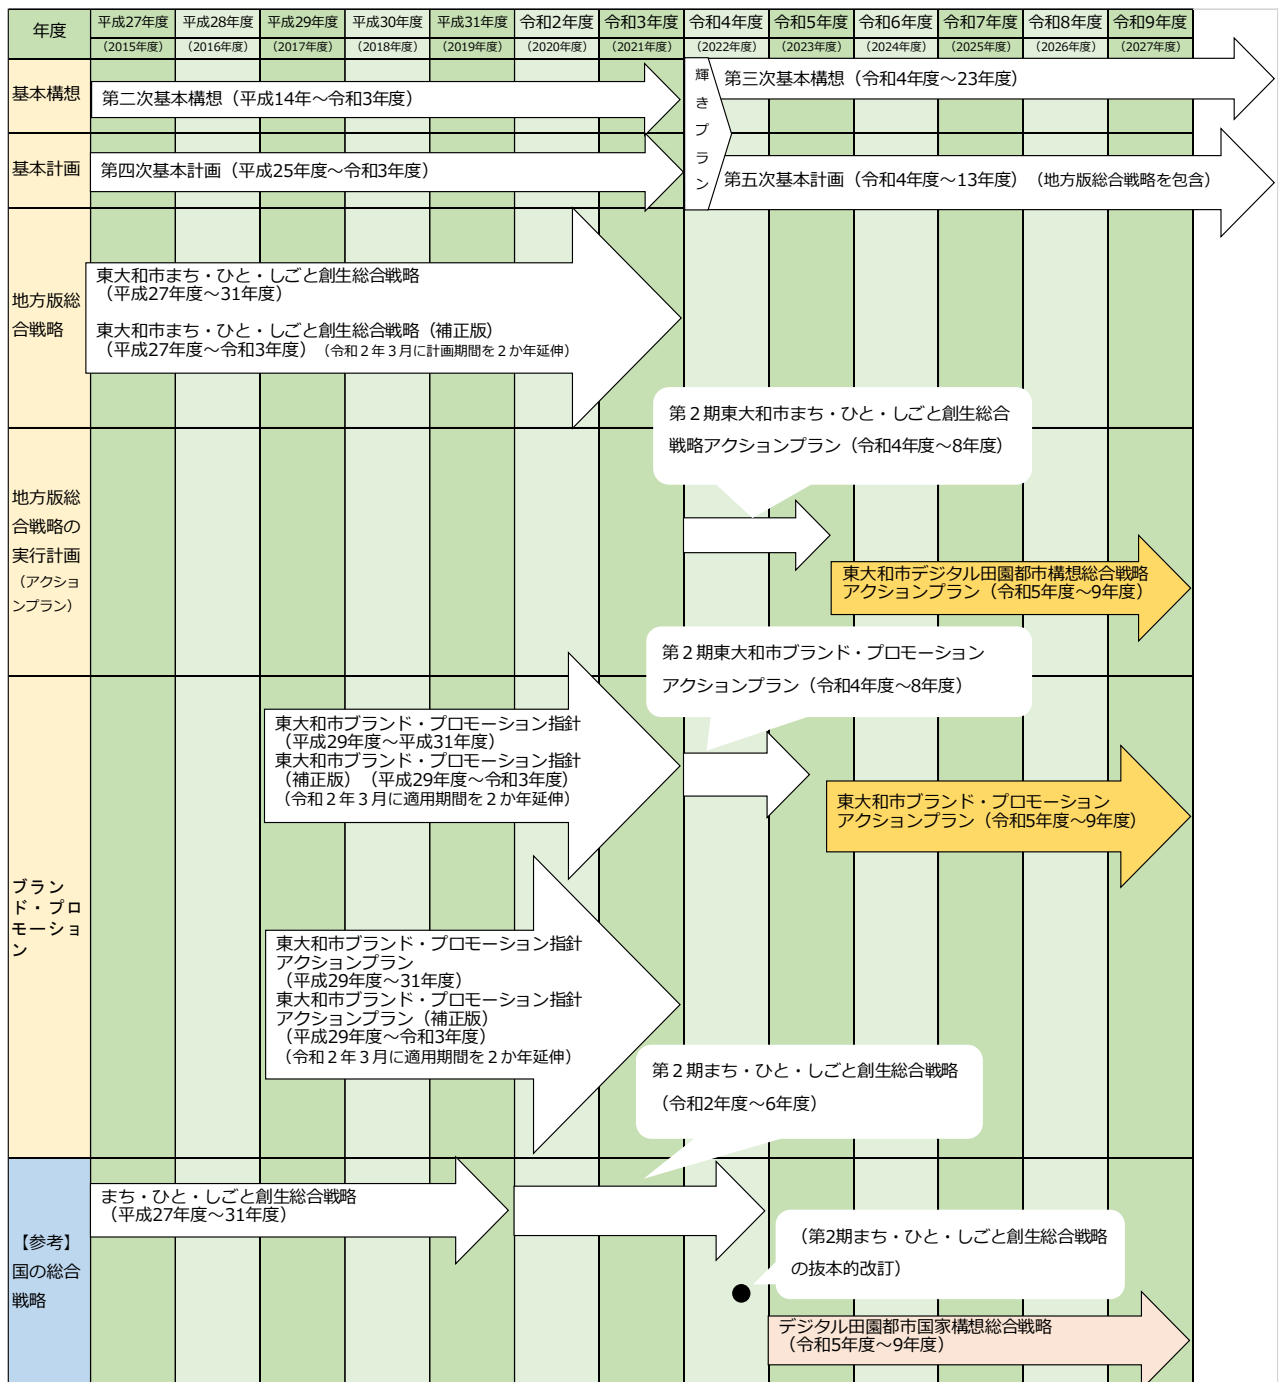 年度
平成27年度 平成28年度 平成29年度 平成30年度 平成31年度 令和2年度 令和3年度 令和4年度 令和5年度 令和6年度 令和7年度 令和8年度 令和9年度
（2015年度） （2016年度） （2017年度） （2018年度） （2019年度） （2020年度） （2021年度） （2022年度） （2023年度） （2024年度） （2025年度） （2026年度） （2027年度）
基本構想
第二次基本構想（平成14年～令和3年度）
輝きプラン
第三次基本構想（令和4年度～23年度）
基本計画
第四次基本計画（平成25年度～令和3年度）
第五次基本計画（令和4年度～13年度）（地方版総合戦略を包含）
地方版総
合戦略
東大和市まち・ひと・しごと創生総合戦略
（平成27年度～31年度）
東大和市まち・ひと・しごと創生総合戦略（補正版）
（平成27年度～令和3年度）（令和２年３月に計画期間を２か年延伸）
地方版総
合戦略の
実行計画
（アクショ
ンプラン）
第２期東大和市まち・ひと・しごと創生総合
戦略アクションプラン（令和4年度～8年度）
東大和市デジタル田園都市構想総合戦略
アクションプラン（令和5年度～9年度）
ブラン
ド・プロ
モーショ
ン
第２期東大和市ブランド・プロモーション
アクションプラン（令和4年度～8年度）
東大和市ブランド・プロモーション指針
（平成29年度～平成31年度）
東大和市ブランド・プロモーション指針
（補正版）（平成29年度～令和3年度）
（令和２年３月に適用期間を２か年延伸）
東大和市ブランド・プロモーション
アクションプラン（令和5年度～9年度）
東大和市ブランド・プロモーション指針
アクションプラン
（平成29年度～31年度）
東大和市ブランド・プロモーション指針
アクションプラン（補正版）
（平成29年度～令和3年度）
（令和２年３月に適用期間を２か年延伸）
【参考】
国の総合
戦略
第２期まち・ひと・しごと創生総合戦略
（令和2年度～6年度）
まち・ひと・しごと創生総合戦略
（平成27年度～31年度）
（第2期まち・ひと・しごと創生総合戦略
の抜本的改訂）
デジタル田園都市国家構想総合戦略
（令和5年度～9年度）